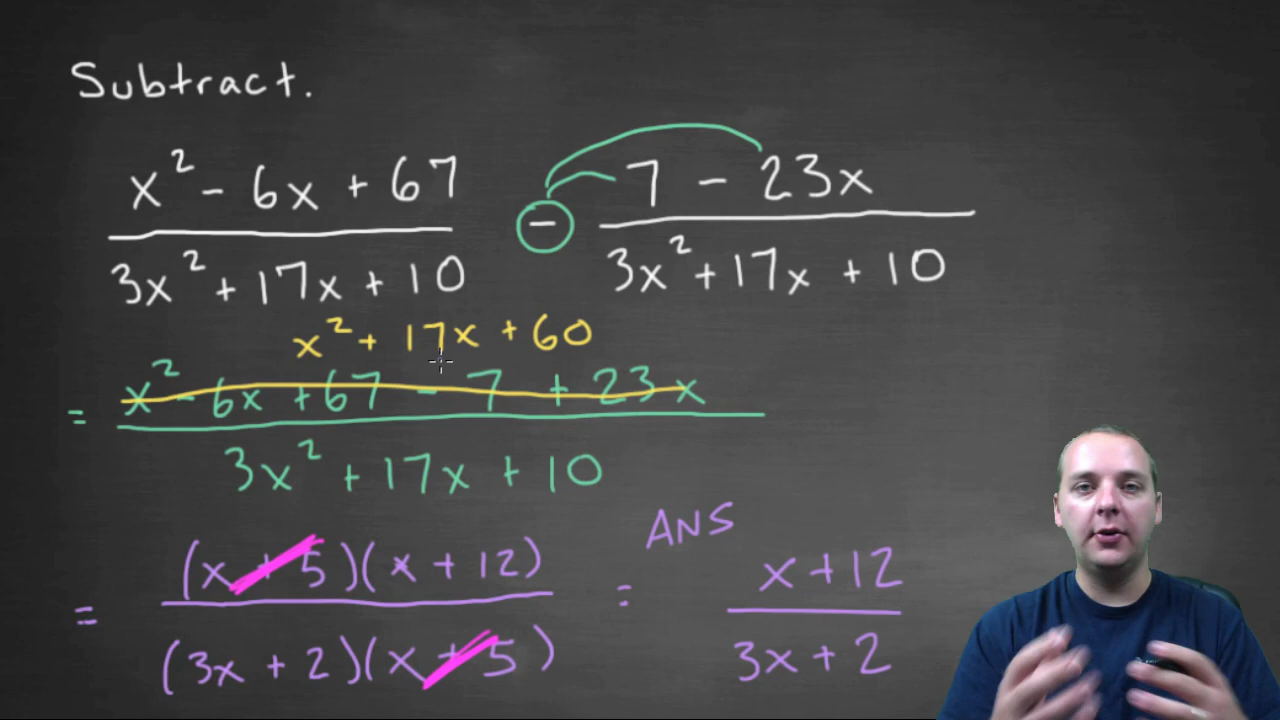 Subtract.
x² - 6x + 67 - 7 - 23x
3x² + 17x + 10 3x² + 17x + 10
x² + 17x + 60
= x² - 6x + 67 - 7 + 23x
3x² + 17x + 10
ANS
= (x + 5)(x + 12) = x + 12
(3x + 2)(x + 5) 3x + 2